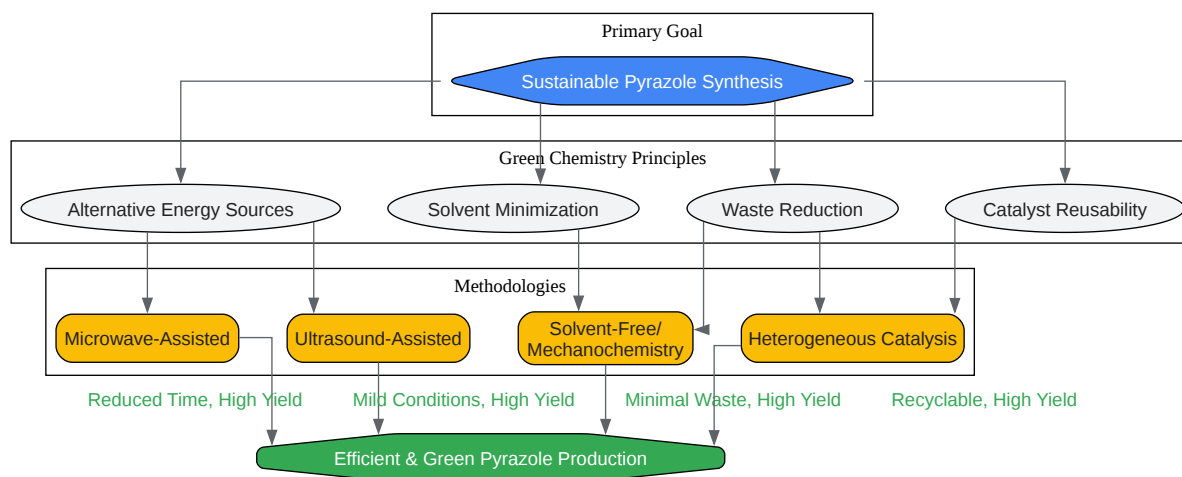 Primary Goal
Sustainable Pyrazole Synthesis
Green Chemistry Principles
Alternative Energy Sources
Solvent Minimization
Waste Reduction
Catalyst Reusability
Methodologies
Microwave-Assisted
Ultrasound-Assisted
Solvent-Free/
Mechanochemistry
Heterogeneous Catalysis
Reduced Time, High Yield
Mild Conditions, High Yield
Minimal Waste, High Yield
Recyclable, High Yield
Efficient & Green Pyrazole Production